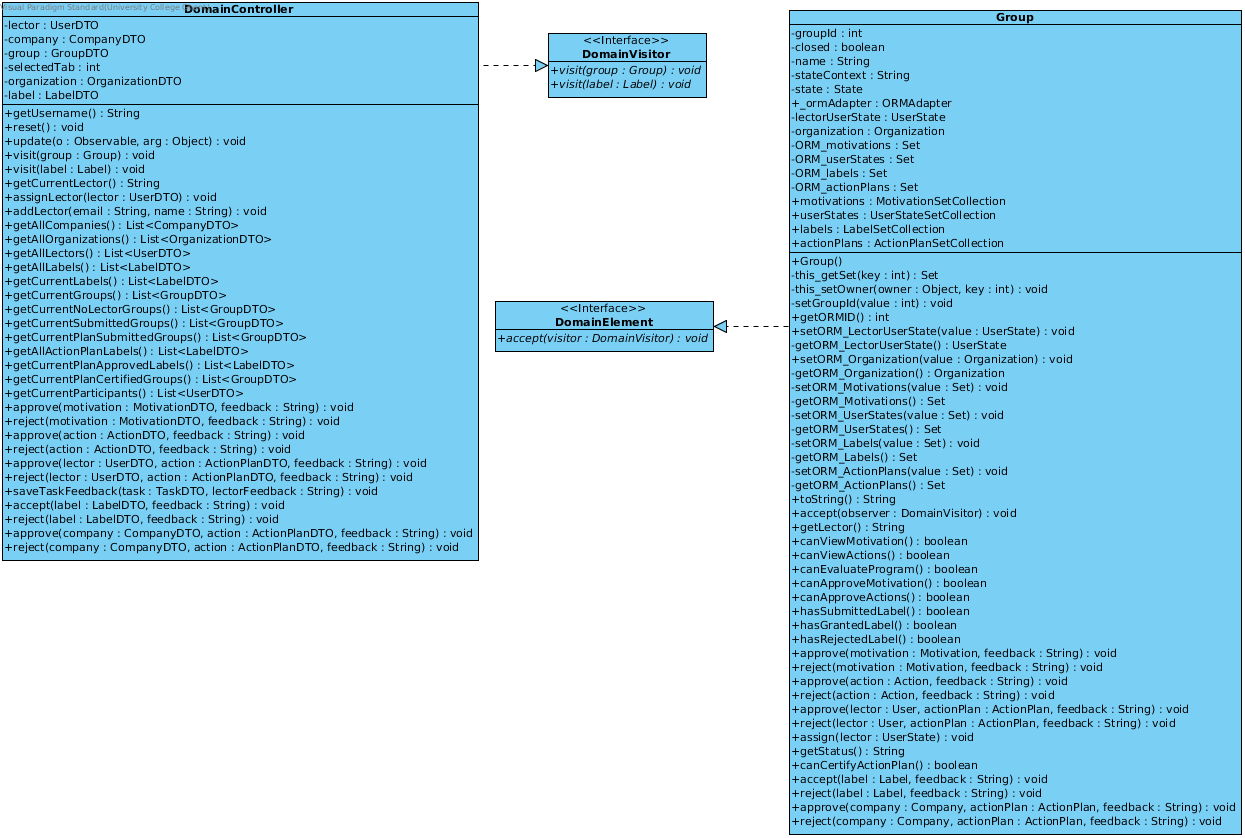 Visual Paradigm Standard(University College
DomainController
-lector : UserDTO
-company : CompanyDTO
-group : GroupDTO
-selectedTab : int
-organization : OrganizationDTO
-label : LabelDTO
+getUsername() : String
+reset() : void
+update(o : Observable, arg : Object) : void
+visit(group : Group) : void
+visit(label : Label) : void
+getCurrentLector() : String
+assignLector(lector : UserDTO) : void
+addLector(email : String, name : String) : void
+getAllCompanies() : List<CompanyDTO>
+getAllOrganizations() : List<OrganizationDTO>
+getAllLectors() : List<UserDTO>
+getAllLabels() : List<LabelDTO>
+getCurrentLabels() : List<LabelDTO>
+getCurrentGroups() : List<GroupDTO>
+getCurrentNoLectorGroups() : List<GroupDTO>
+getCurrentSubmittedGroups() : List<GroupDTO>
+getCurrentPlanSubmittedGroups() : List<GroupDTO>
+getAllActionPlanLabels() : List<LabelDTO>
+getCurrentPlanApprovedLabels() : List<LabelDTO>
+getCurrentPlanCertifiedGroups() : List<GroupDTO>
+getCurrentParticipants() : List<UserDTO>
+approve(motivation : MotivationDTO, feedback : String) : void
+reject(motivation : MotivationDTO, feedback : String) : void
+approve(action : ActionDTO, feedback : String) : void
+reject(action : ActionDTO, feedback : String) : void
+approve(lector : UserDTO, action : ActionPlanDTO, feedback : String) : void
+reject(lector : UserDTO, action : ActionPlanDTO, feedback : String) : void
+saveTaskFeedback(task : TaskDTO, lectorFeedback : String) : void
+accept(label : LabelDTO, feedback : String) : void
+reject(label : LabelDTO, feedback : String) : void
+approve(company : CompanyDTO, action : ActionPlanDTO, feedback : String) : void
+reject(company : CompanyDTO, action : ActionPlanDTO, feedback : String) : void
<<Interface>>
DomainVisitor
+visit(group : Group) : void
+visit(label : Label) : void
<<Interface>>
DomainElement
+accept(visitor : DomainVisitor) : void
Group
-groupId : int
-closed : boolean
-name : String
-stateContext : String
-state : State
+_ormAdapter : ORMAdapter
-lectorUserState : UserState
-organization : Organization
-ORM_motivations : Set
-ORM_userStates : Set
-ORM_labels : Set
-ORM_actionPlans : Set
+motivations : MotivationSetCollection
+userStates : UserStateSetCollection
+labels : LabelSetCollection
+actionPlans : ActionPlanSetCollection
+Group()
-this_getSet(key : int) : Set
-this_setOwner(owner : Object, key : int) : void
-setGroupId(value : int) : void
+getORMID() : int
+setORM_LectorUserState(value : UserState) : void
-getORM_LectorUserState() : UserState
+setORM_Organization(value : Organization) : void
-getORM_Organization() : Organization
-setORM_Motivations(value : Set) : void
-getORM_Motivations() : Set
-setORM_UserStates(value : Set) : void
-getORM_UserStates() : Set
-setORM_Labels(value : Set) : void
-getORM_Labels() : Set
-setORM_ActionPlans(value : Set) : void
-getORM_ActionPlans() : Set
+toString() : String
+accept(observer : DomainVisitor) : void
+getLector() : String
+canViewMotivation() : boolean
+canViewActions() : boolean
+canEvaluateProgram() : boolean
+canApproveMotivation() : boolean
+canApproveActions() : boolean
+hasSubmittedLabel() : boolean
+hasGrantedLabel() : boolean
+hasRejectedLabel() : boolean
+approve(motivation : Motivation, feedback : String) : void
+reject(motivation : Motivation, feedback : String) : void
+approve(action : Action, feedback : String) : void
+reject(action : Action, feedback : String) : void
+approve(lector : User, actionPlan : ActionPlan, feedback : String) : void
+reject(lector : User, actionPlan : ActionPlan, feedback : String) : void
+assign(lector : UserState) : void
+getStatus() : String
+canCertifyActionPlan() : boolean
+accept(label : Label, feedback : String) : void
+reject(label : Label, feedback : String) : void
+approve(company : Company, actionPlan : ActionPlan, feedback : String) : void
+reject(company : Company, actionPlan : ActionPlan, feedback : String) : void